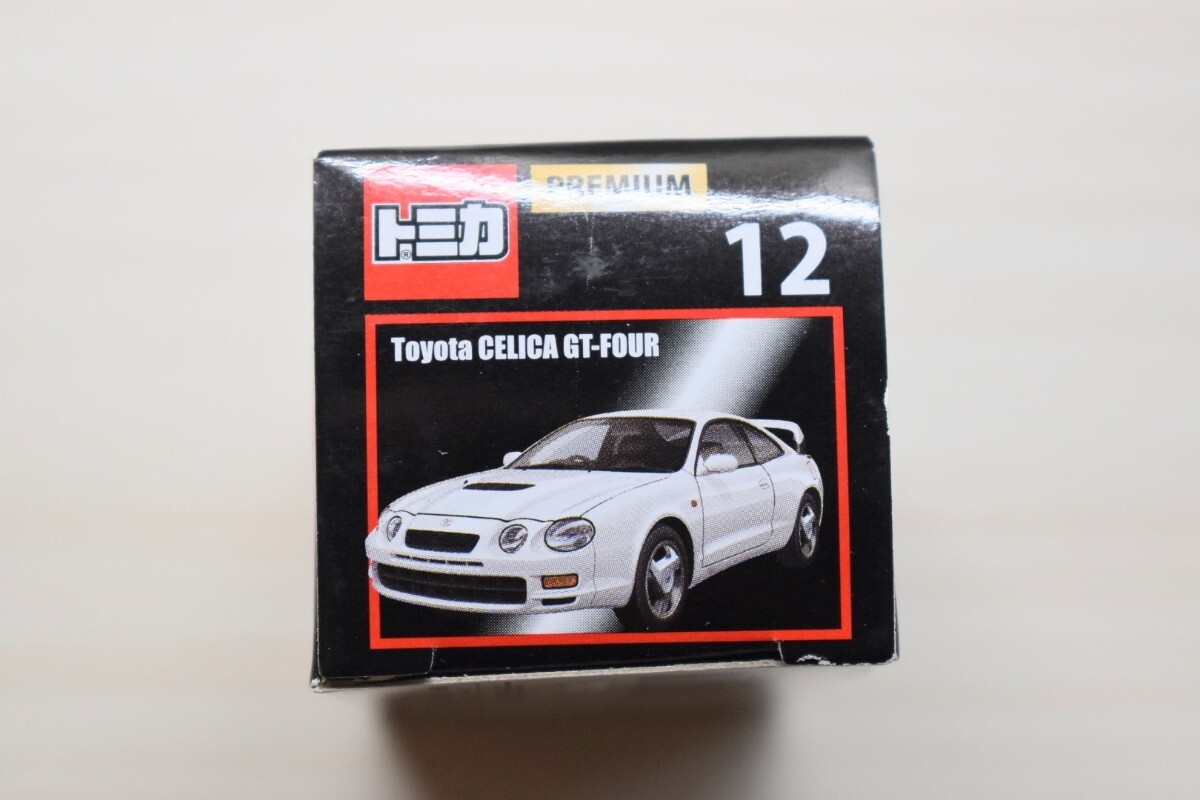 PREMIUM
トミカ®
12
Toyota CELICA GT-FOUR